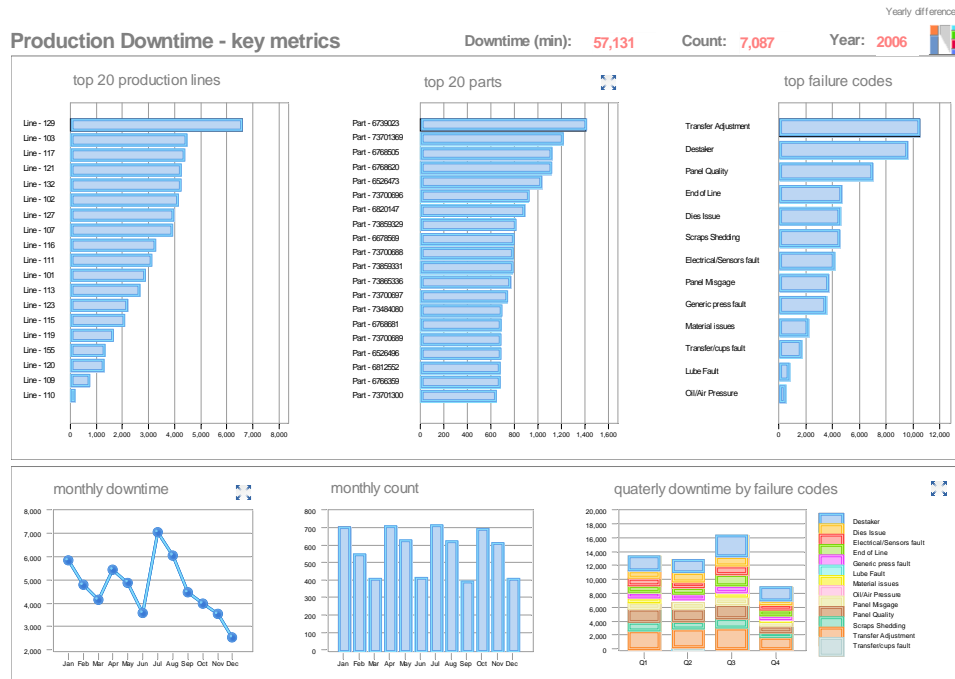 Yearly difference
Production Downtime - key metrics
Downtime (min): 57,131 Count: 7,087 Year: 2006
top 20 production lines
Line - 129
Line - 103
Line - 117
Line - 121
Line - 132
Line - 102
Line - 127
Line - 107
Line - 116
Line - 111
Line - 101
Line - 113
Line - 123
Line - 115
Line - 119
Line - 155
Line - 120
Line - 109
Line - 110
0 1,000 2,000 3,000 4,000 5,000 6,000 7,000 8,000
top 20 parts
Part - 6739023
Part - 73701369
Part - 6768505
Part - 6768620
Part - 6526473
Part - 73700696
Part - 6820147
Part - 73859329
Part - 6678569
Part - 73700688
Part - 73859331
Part - 73865336
Part - 73700697
Part - 73484080
Part - 6768681
Part - 73700689
Part - 6526496
Part - 6812552
Part - 6766359
Part - 73701300
0 200 400 600 800 1,000 1,200 1,400 1,600
top failure codes
Transfer Adjustment
Destaker
Panel Quality
End of Line
Dies Issue
Scraps Shedding
Electrical/Sensors fault
Panel Misgage
Generic press fault
Material issues
Transfer/cups fault
Lube Fault
Oil/Air Pressure
0 2,000 4,000 6,000 8,000 10,000 12,000
monthly downtime
8,000
7,000
6,000
5,000
4,000
3,000
2,000
Jan Feb Mar Apr May Jun Jul Aug Sep Oct Nov Dec
monthly count
800
700
600
500
400
300
200
100
0
Jan Feb Mar Apr May Jun Jul Aug Sep Oct Nov Dec
quaterly downtime by failure codes
20,000
18,000
16,000
14,000
12,000
10,000
8,000
6,000
4,000
2,000
0
Q1 Q2 Q3 Q4
Destaker
Dies Issue
Electrical/Sensors fault
End of Line
Generic press fault
Lube Fault
Material issues
Oil/Air Pressure
Panel Misgage
Panel Quality
Scraps Shedding
Transfer Adjustment
Transfer/cups fault